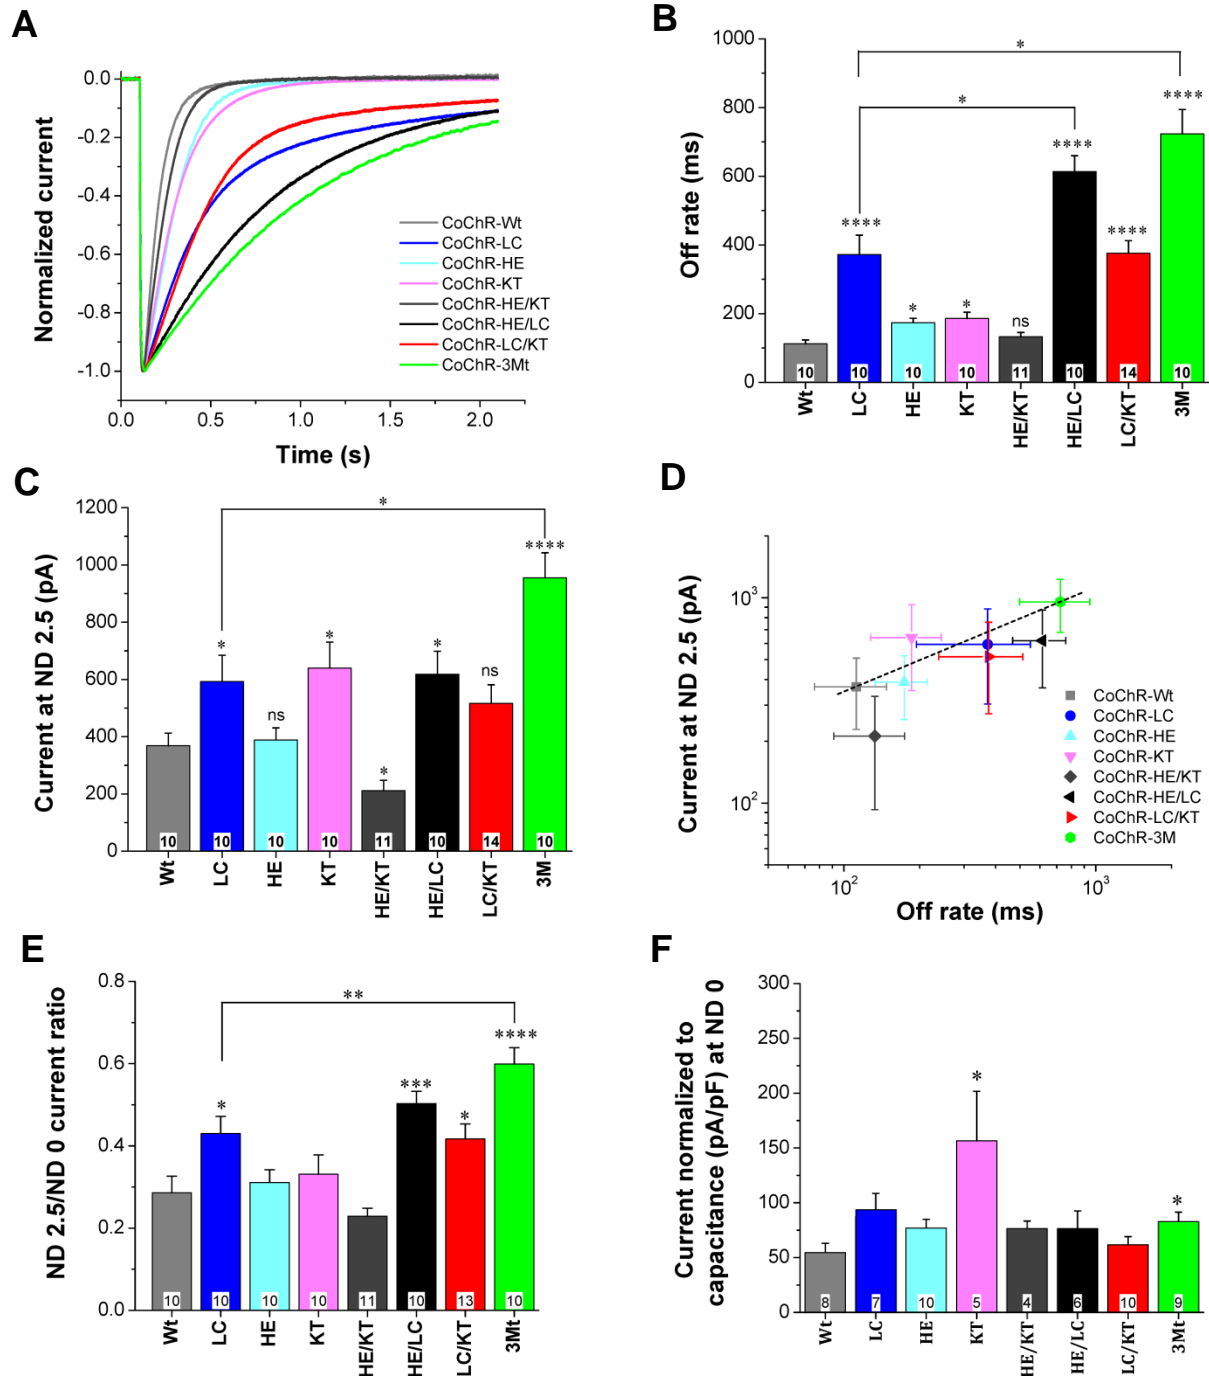 A
Normalized current
0.0
-0.2
-0.4
-0.6
-0.8
-1.0
0.0 0.5 1.0 1.5 2.0
Time (s)
CoChR-Wt
CoChR-LC
CoChR-HE
CoChR-KT
CoChR-HE/KT
CoChR-HE/LC
CoChR-LC/KT
CoChR-3Mt
B
Off rate (ms)
1000
800
600
400
200
0
*
*
**** * * ns **** **** ****
10 10 10 10 11 10 14 10
Wt LC HE KT HE/KT HE/LC LC/KT 3M
C
Current at ND 2.5 (pA)
1200
1000
800
600
400
200
0
*
* ns * * * ns ****
10 10 10 10 11 10 14 10
Wt LC HE KT HE/KT HE/LC LC/KT 3M
D
Current at ND 2.5 (pA)
10³
10²
10² 10³
Off rate (ms)
CoChR-Wt
CoChR-LC
CoChR-HE
CoChR-KT
CoChR-HE/KT
CoChR-HE/LC
CoChR-LC/KT
CoChR-3M
E
ND 2.5/ND 0 current ratio
0.8
0.6
0.4
0.2
0.0
**
* *** * ****
10 10 10 10 11 10 13 10
Wt LC HE KT HE/KT HE/LC LC/KT 3Mt
F
Current normalized to
capacitance (pA/pF) at ND 0
300
250
200
150
100
50
0
* *
8 7 10 5 4 6 10 9
Wt LC HE KT HE/KT HE/LC LC/KT 3Mt